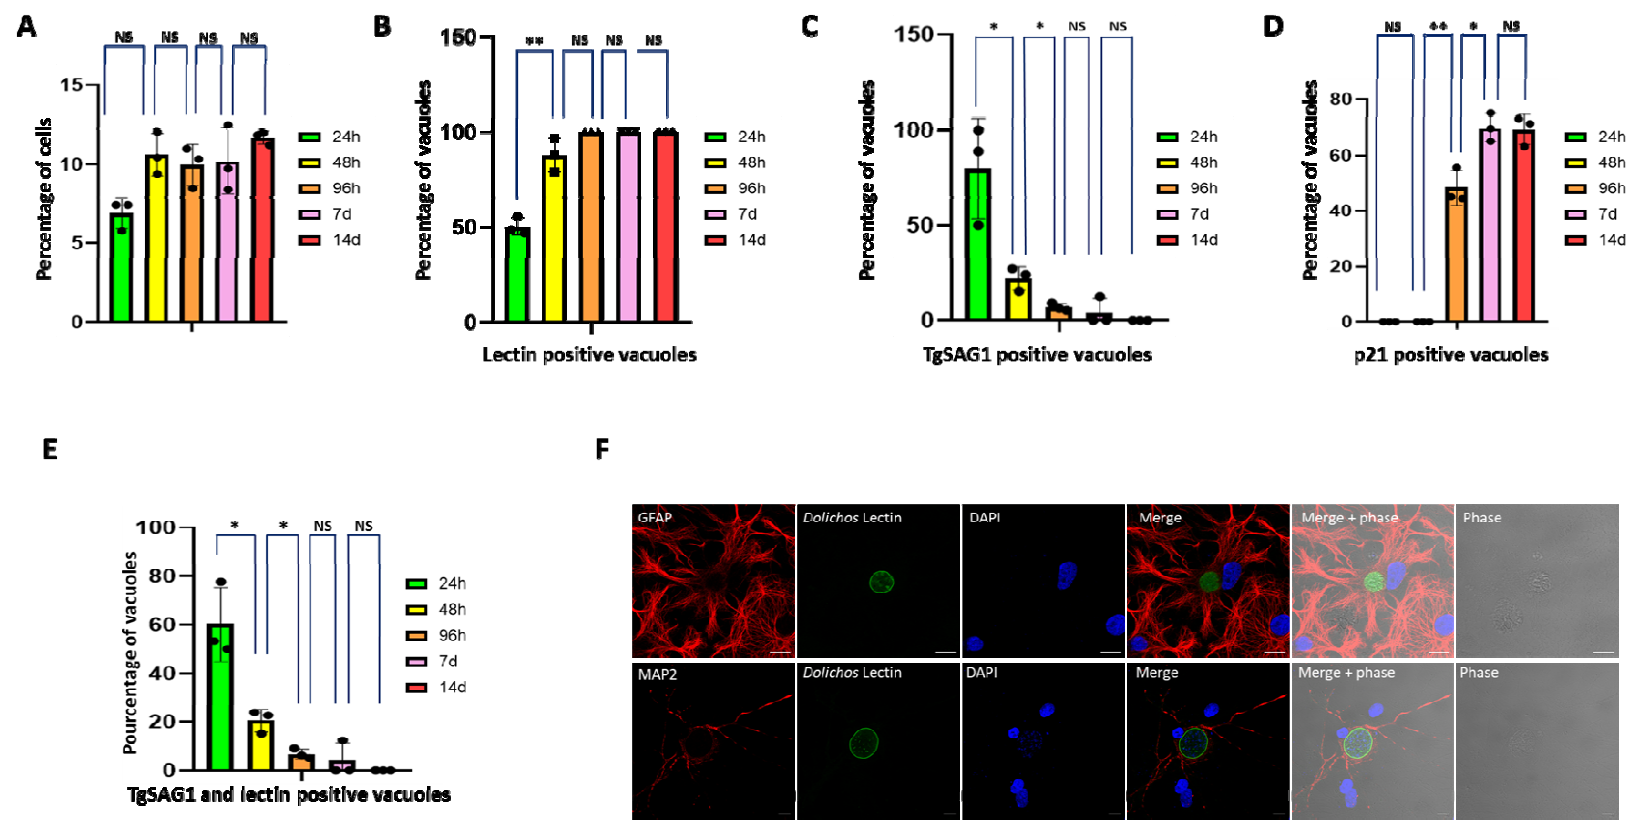 A
NS NS NS NS
Percentage of cells
15
10
5
0
24h
48h
96h
7d
14d
B
** NS NS NS
Percentage of vacuoles
150
100
50
0
Lectin positive vacuoles
24h
48h
96h
7d
14d
C
* * NS NS
Percentage of vacuoles
150
100
50
0
TgSAG1 positive vacuoles
24h
48h
96h
7d
14d
D
NS ** * NS
Percentage of vacuoles
80
60
40
20
0
p21 positive vacuoles
24h
48h
96h
7d
14d
E
* * NS NS
Pourcentage of vacuoles
100
80
60
40
20
0
TgSAG1 and lectin positive vacuoles
24h
48h
96h
7d
14d
F
GFAP Dolichos Lectin DAPI Merge Merge + phase Phase
MAP2 Dolichos Lectin DAPI Merge Merge + phase Phase